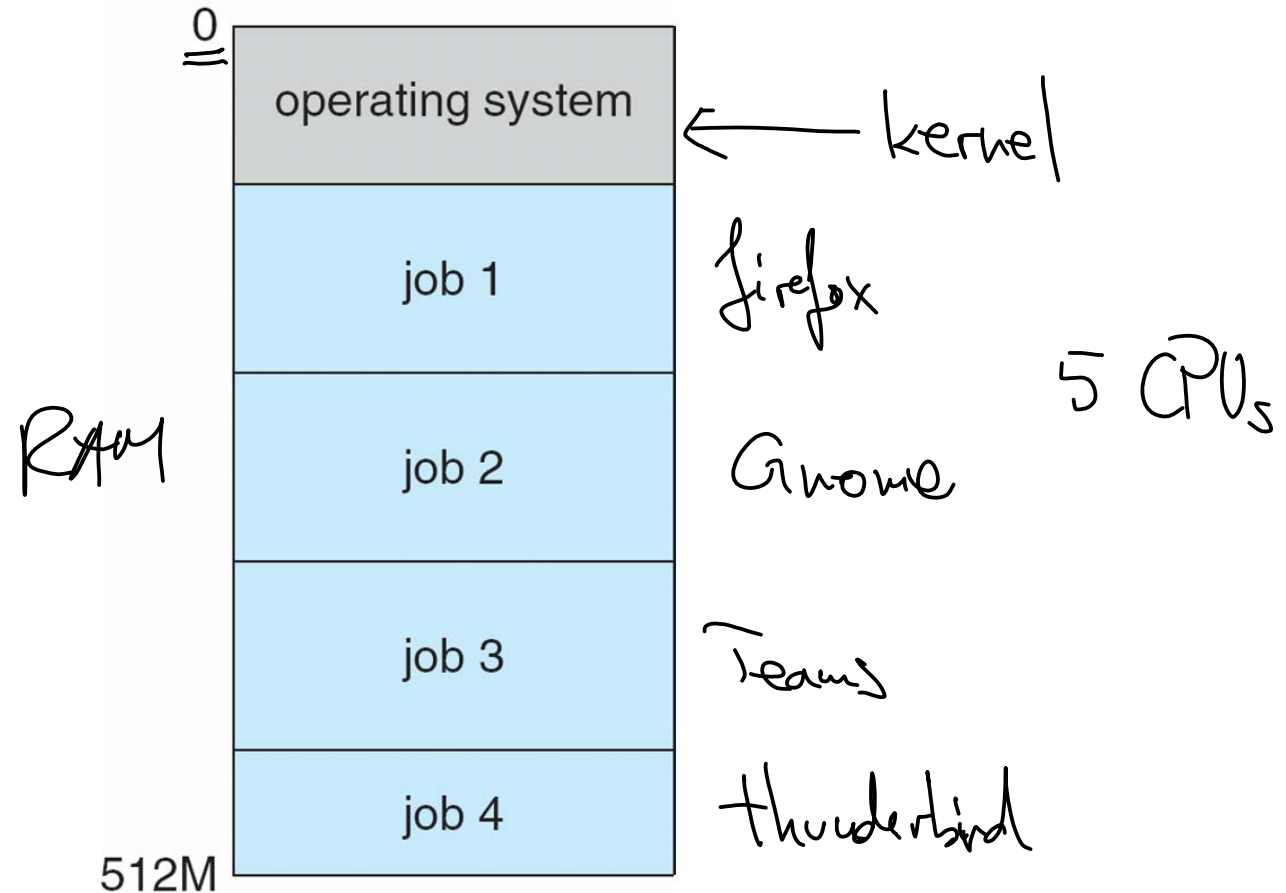 0
operating system
← kernel
job 1
firefox
5 CPUs
RAM
job 2
Gnome
job 3
Teams
job 4
thunderbird
512M